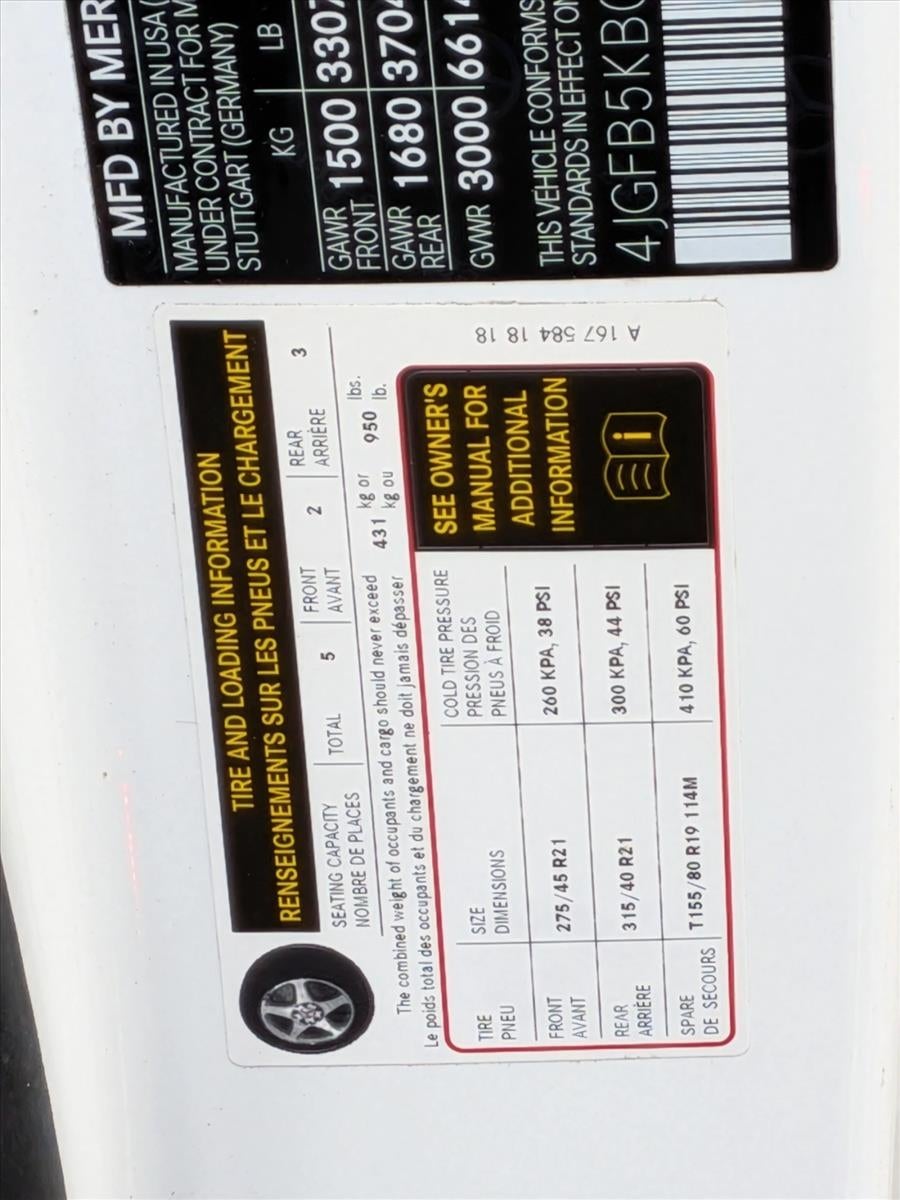 TIRE AND LOADING INFORMATION
RENSEIGNEMENTS SUR LES PNEUS ET LE CHARGEMENT
SEATING CAPACITY
NOMBRE DE PLACES
TOTAL 5
FRONT
AVANT
2
REAR
ARRIÈRE
3
The combined weight of occupants and cargo should never exceed 431 kg or 950 lbs.
Le poids total des occupants et du chargement ne doit jamais dépasser kg ou lb.
TIRE
PNEU
SIZE
DIMENSIONS
COLD TIRE PRESSURE
PRESSION DES
PNEUS À FROID
FRONT
AVANT
275/45 R21
260 KPA, 38 PSI
REAR
ARRIÈRE
315/40 R21
300 KPA, 44 PSI
SPARE
DE SECOURS
T155/80 R19 114M
410 KPA, 60 PSI
SEE OWNER'S
MANUAL FOR
ADDITIONAL
INFORMATION
A 167 584 18 18
MFD BY MER
MANUFACTURED IN USA
UNDER CONTRACT FOR M
STUTTGART (GERMANY)
KG LB
GAWR
FRONT
1500 3307
GAWR
REAR
1680 3704
GVWR 3000 6614
THIS VEHICLE CONFORMS
STANDARDS IN EFFECT
4JGFB5KB